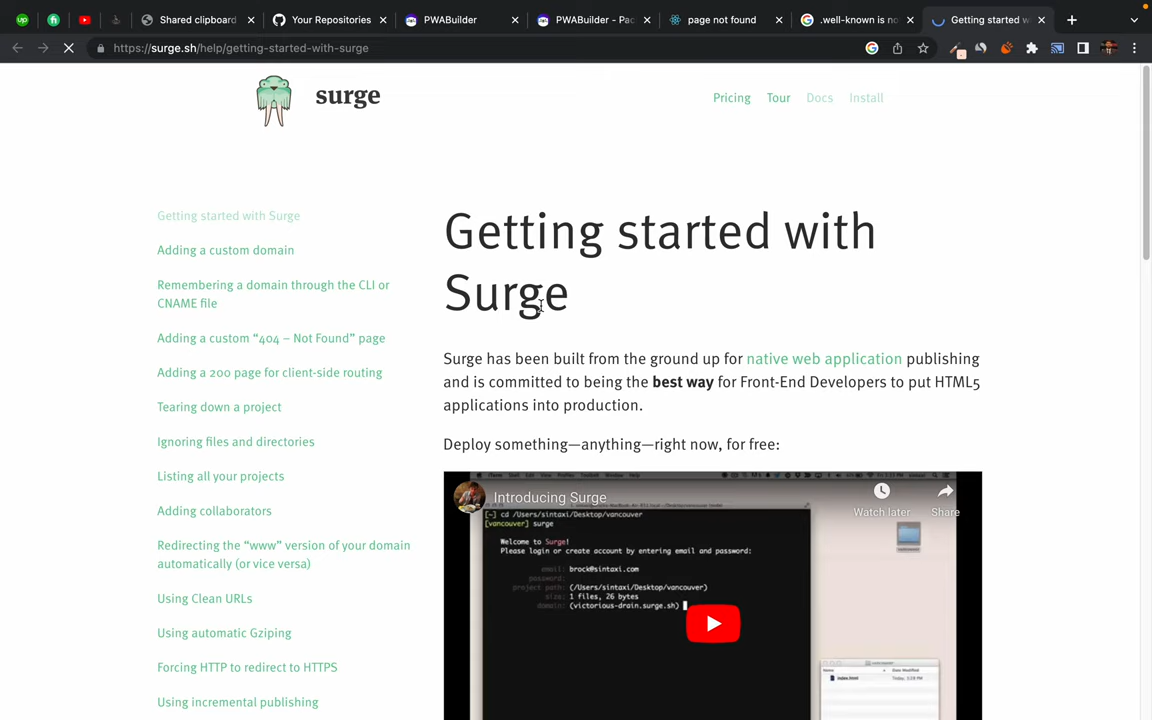 Shared clipboard
Your Repositories
PWABuilder
PWABuilder - Pac
page not found
.well-known is no
Getting started w
https://surge.sh/help/getting-started-with-surge
surge
Pricing
Tour
Docs
Install
Getting started with Surge
Adding a custom domain
Remembering a domain through the CLI or
CNAME file
Adding a custom “404 – Not Found” page
Adding a 200 page for client-side routing
Tearing down a project
Ignoring files and directories
Listing all your projects
Adding collaborators
Redirecting the “www” version of your domain
automatically (or vice versa)
Using Clean URLs
Using automatic Gziping
Forcing HTTP to redirect to HTTPS
Using incremental publishing
Getting started with
Surge
Surge has been built from the ground up for native web application publishing
and is committed to being the best way for Front-End Developers to put HTML5
applications into production.
Deploy something—anything—right now, for free:
Introducing Surge
Watch later
Share
[~] cd /Users/sintaxi/Desktop/vancouver
[vancouver] surge
Welcome to Surge!
Please login or create account by entering email and password:
email: brock@sintaxi.com
password:
project path: (/Users/sintaxi/Desktop/vancouver)
size: 1 files, 26 bytes
domain: (victorious-drain.surge.sh)
index.html